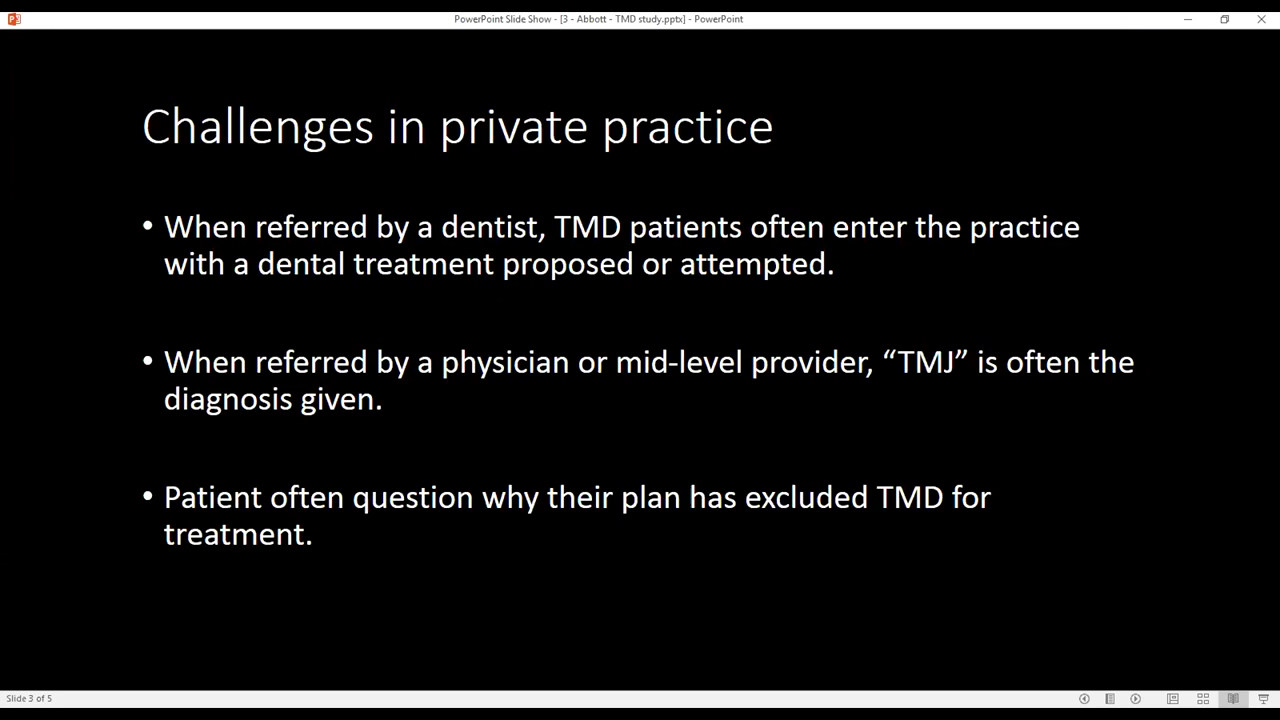 PowerPoint Slide Show - [3 - Abbott - TMD study.pptx] - PowerPoint
Challenges in private practice
• When referred by a dentist, TMD patients often enter the practice
with a dental treatment proposed or attempted.
• When referred by a physician or mid-level provider, “TMJ” is often the
diagnosis given.
• Patient often question why their plan has excluded TMD for
treatment.
Slide 3 of 5